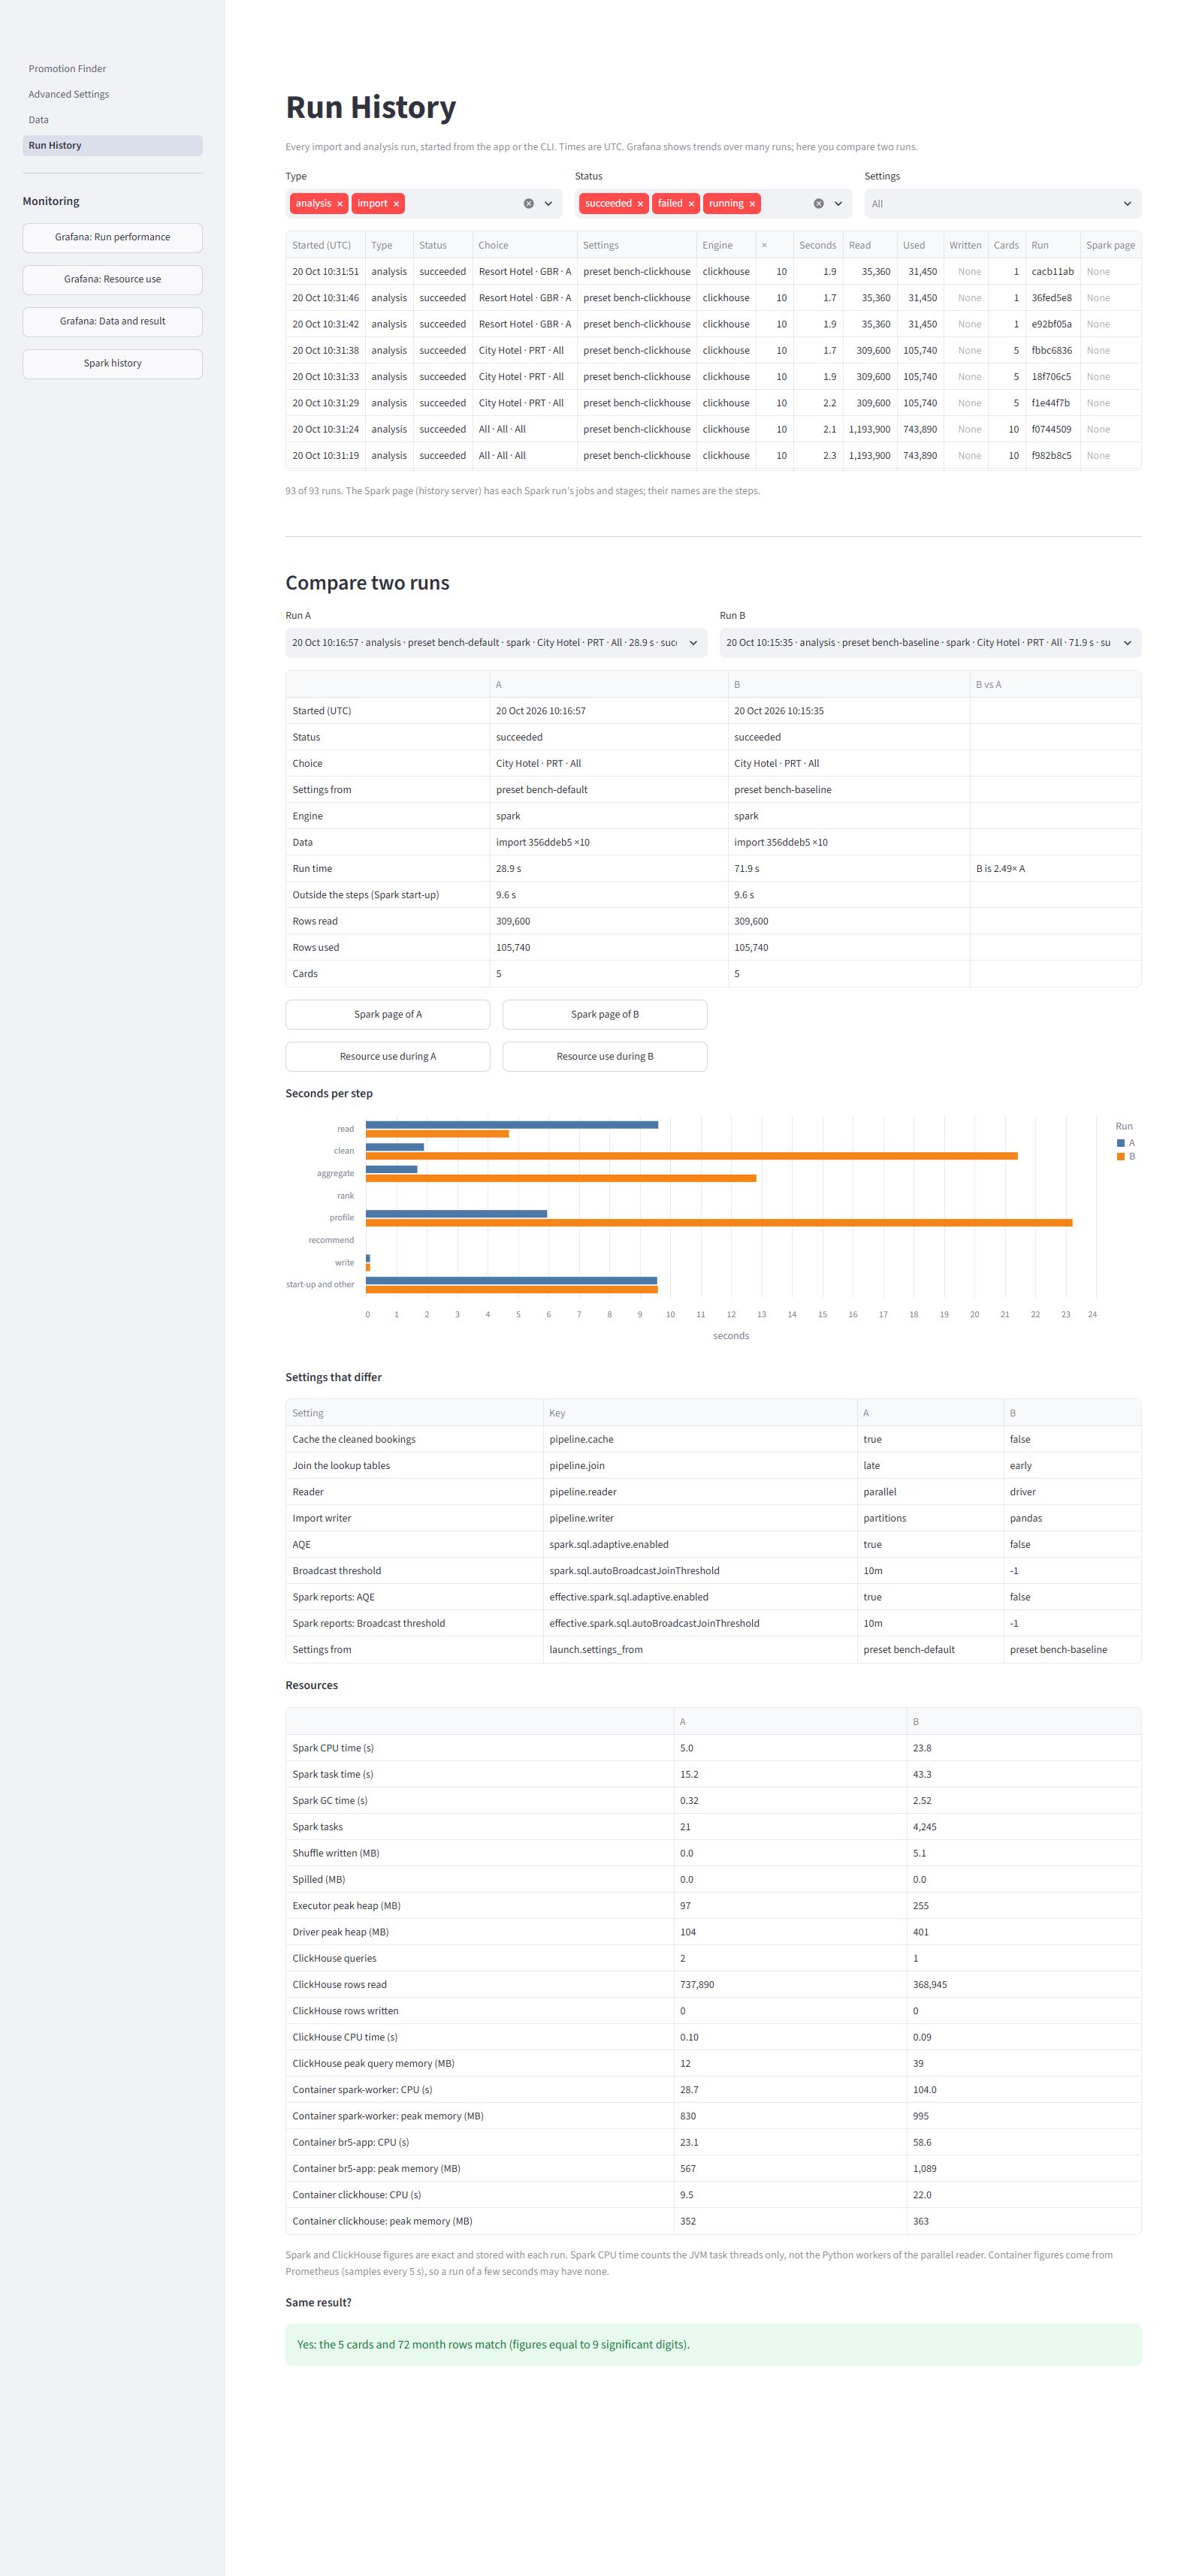 Promotion Finder
Advanced Settings
Data
Run History
Monitoring
Grafana: Run performance
Grafana: Resource use
Grafana: Data and result
Spark history
Run History
Every import and analysis run, started from the app or the CLI. Times are UTC. Grafana shows trends over many runs; here you compare two runs.
Type Status Settings
analysis × import × succeeded × failed × running × All
Started (UTC) Type Status Choice Settings Engine × Seconds Read Used Written Cards Run Spark page
20 Oct 10:31:51 analysis succeeded Resort Hotel · GBR · A preset bench-clickhouse clickhouse 10 1.9 35,360 31,450 None 1 cacb11ab None
20 Oct 10:31:46 analysis succeeded Resort Hotel · GBR · A preset bench-clickhouse clickhouse 10 1.7 35,360 31,450 None 1 36fed5e8 None
20 Oct 10:31:42 analysis succeeded Resort Hotel · GBR · A preset bench-clickhouse clickhouse 10 1.9 35,360 31,450 None 1 e92bf05a None
20 Oct 10:31:38 analysis succeeded City Hotel · PRT · All preset bench-clickhouse clickhouse 10 1.7 309,600 105,740 None 5 fbbc6836 None
20 Oct 10:31:33 analysis succeeded City Hotel · PRT · All preset bench-clickhouse clickhouse 10 1.9 309,600 105,740 None 5 18f706c5 None
20 Oct 10:31:29 analysis succeeded City Hotel · PRT · All preset bench-clickhouse clickhouse 10 2.2 309,600 105,740 None 5 f1e44f7b None
20 Oct 10:31:24 analysis succeeded All · All · All preset bench-clickhouse clickhouse 10 2.1 1,193,900 743,890 None 10 f0744509 None
20 Oct 10:31:19 analysis succeeded All · All · All preset bench-clickhouse clickhouse 10 2.3 1,193,900 743,890 None 10 f982b8c5 None
93 of 93 runs. The Spark page (history server) has each Spark run's jobs and stages; their names are the steps.
Compare two runs
Run A Run B
20 Oct 10:16:57 · analysis · preset bench-default · spark · City Hotel · PRT · All · 28.9 s · succ 20 Oct 10:15:35 · analysis · preset bench-baseline · spark · City Hotel · PRT · All · 71.9 s · su
A B B vs A
Started (UTC) 20 Oct 2026 10:16:57 20 Oct 2026 10:15:35
Status succeeded succeeded
Choice City Hotel · PRT · All City Hotel · PRT · All
Settings from preset bench-default preset bench-baseline
Engine spark spark
Data import 356ddeb5 ×10 import 356ddeb5 ×10
Run time 28.9 s 71.9 s B is 2.49× A
Outside the steps (Spark start-up) 9.6 s 9.6 s
Rows read 309,600 309,600
Rows used 105,740 105,740
Cards 5 5
Spark page of A Spark page of B
Resource use during A Resource use during B
Seconds per step
read
clean
aggregate
rank
profile
recommend
write
start-up and other
0 1 2 3 4 5 6 7 8 9 10 11 12 13 14 15 16 17 18 19 20 21 22 23 24
seconds
Run
A
B
Settings that differ
Setting Key A B
Cache the cleaned bookings pipeline.cache true false
Join the lookup tables pipeline.join late early
Reader pipeline.reader parallel driver
Import writer pipeline.writer partitions pandas
AQE spark.sql.adaptive.enabled true false
Broadcast threshold spark.sql.autoBroadcastJoinThreshold 10m -1
Spark reports: AQE effective.spark.sql.adaptive.enabled true false
Spark reports: Broadcast threshold effective.spark.sql.autoBroadcastJoinThreshold 10m -1
Settings from launch.settings_from preset bench-default preset bench-baseline
Resources
A B
Spark CPU time (s) 5.0 23.8
Spark task time (s) 15.2 43.3
Spark GC time (s) 0.32 2.52
Spark tasks 21 4,245
Shuffle written (MB) 0.0 5.1
Spilled (MB) 0.0 0.0
Executor peak heap (MB) 97 255
Driver peak heap (MB) 104 401
ClickHouse queries 2 1
ClickHouse rows read 737,890 368,945
ClickHouse rows written 0 0
ClickHouse CPU time (s) 0.10 0.09
ClickHouse peak query memory (MB) 12 39
Container spark-worker: CPU (s) 28.7 104.0
Container spark-worker: peak memory (MB) 830 995
Container br5-app: CPU (s) 23.1 58.6
Container br5-app: peak memory (MB) 567 1,089
Container clickhouse: CPU (s) 9.5 22.0
Container clickhouse: peak memory (MB) 352 363
Spark and ClickHouse figures are exact and stored with each run. Spark CPU time counts the JVM task threads only, not the Python workers of the parallel reader. Container figures come from
Prometheus (samples every 5 s), so a run of a few seconds may have none.
Same result?
Yes: the 5 cards and 72 month rows match (figures equal to 9 significant digits).